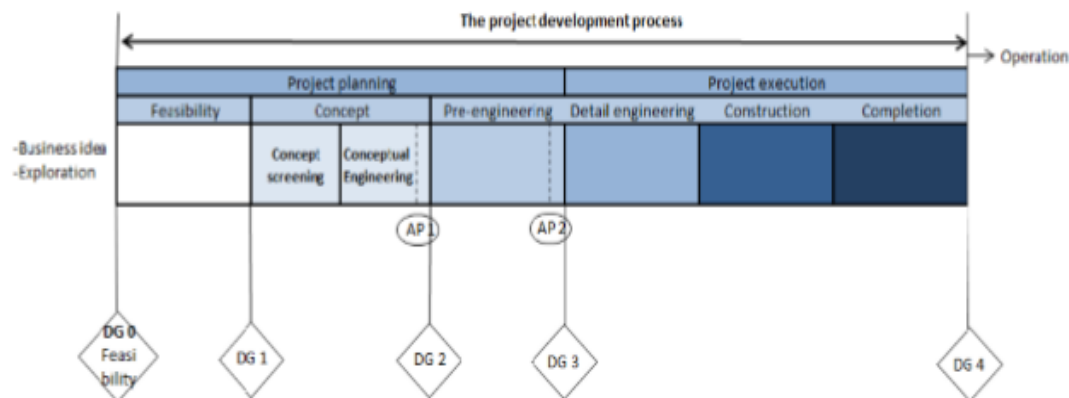 The project development process
Operation
Project planning
Project execution
Feasibility
Concept
Pre-engineering
Detail engineering
Construction
Completion
-Business idea
-Exploration
Concept
screening
Conceptual
Engineering
AP 1
AP 2
DG 0
Feasi
bility
DG 1
DG 2
DG 3
DG 4